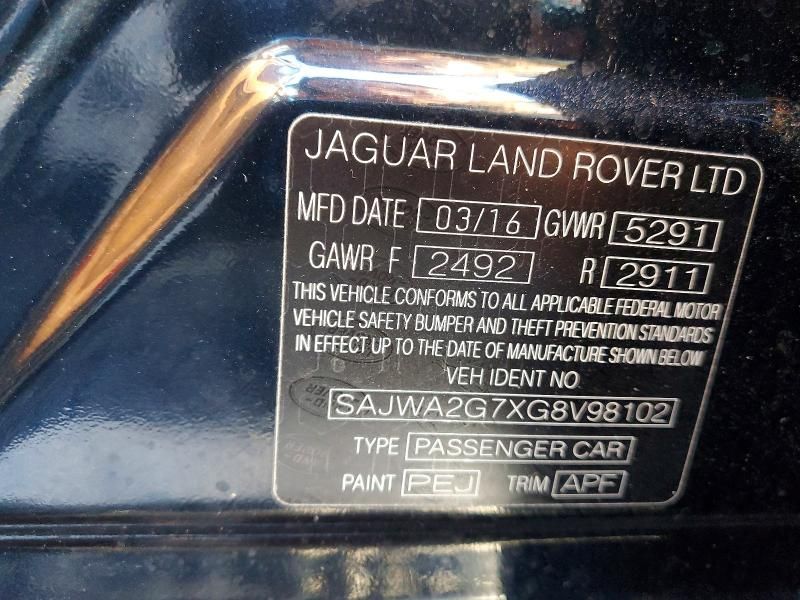 JAGUAR LAND ROVER LTD
MFD DATE 03/16 GVWR 5291
GAWR F 2492 R 2911
THIS VEHICLE CONFORMS TO ALL APPLICABLE FEDERAL MOTOR
VEHICLE SAFETY BUMPER AND THEFT PREVENTION STANDARDS
IN EFFECT UP TO THE DATE OF MANUFACTURE SHOWN BELOW
VEH IDENT NO
SAJWA2G7XG8V98102
TYPE PASSENGER CAR
PAINT PEJ TRIM APF